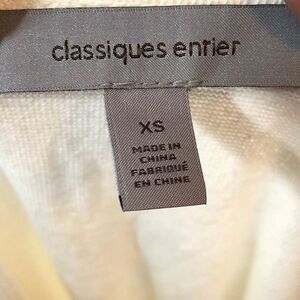 classiques entier
XS
MADE IN
CHINA
FABRIQUÉ
EN CHINE